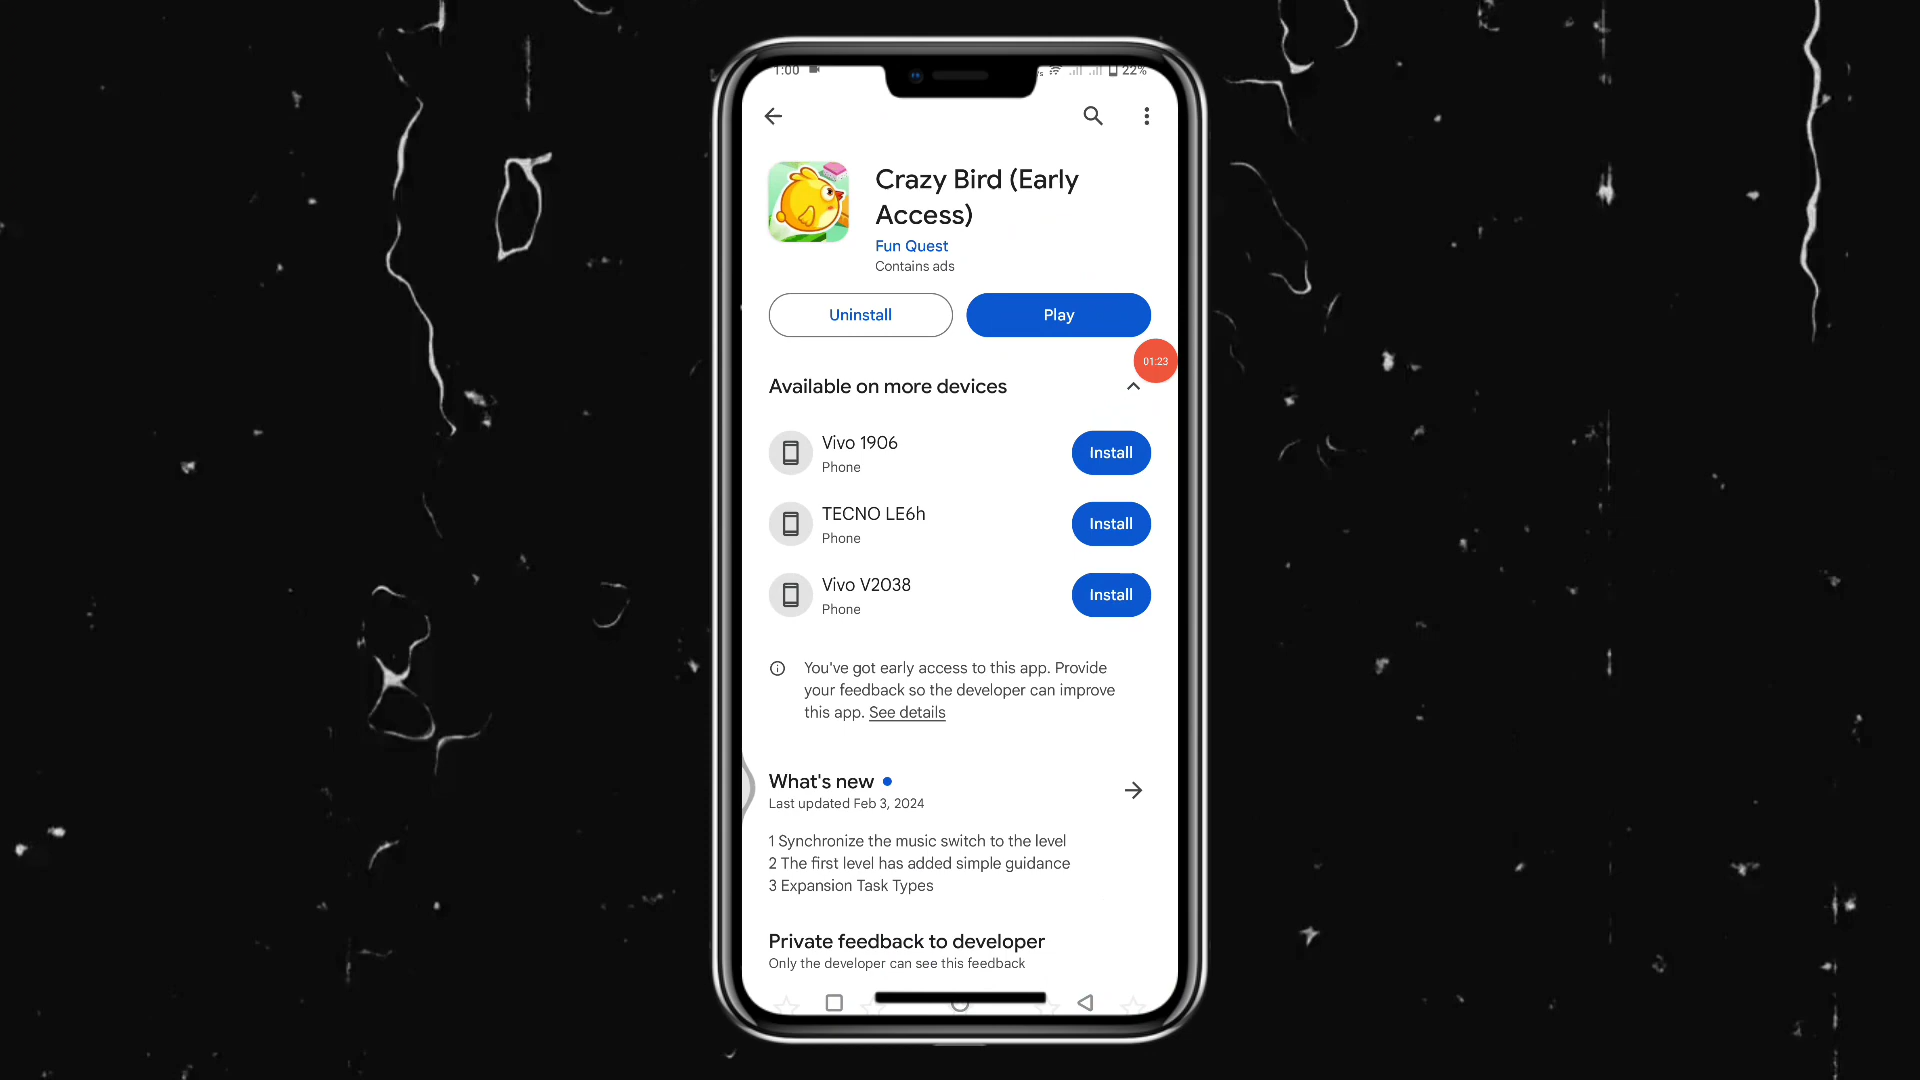 1:00 22%
Crazy Bird (Early
Access)
Fun Quest
Contains ads
Uninstall Play
01:23
Available on more devices
Vivo 1906
Phone
Install
TECNO LE6h
Phone
Install
Vivo V2038
Phone
Install
You've got early access to this app. Provide
your feedback so the developer can improve
this app. See details
What's new
Last updated Feb 3, 2024
1 Synchronize the music switch to the level
2 The first level has added simple guidance
3 Expansion Task Types
Private feedback to developer
Only the developer can see this feedback